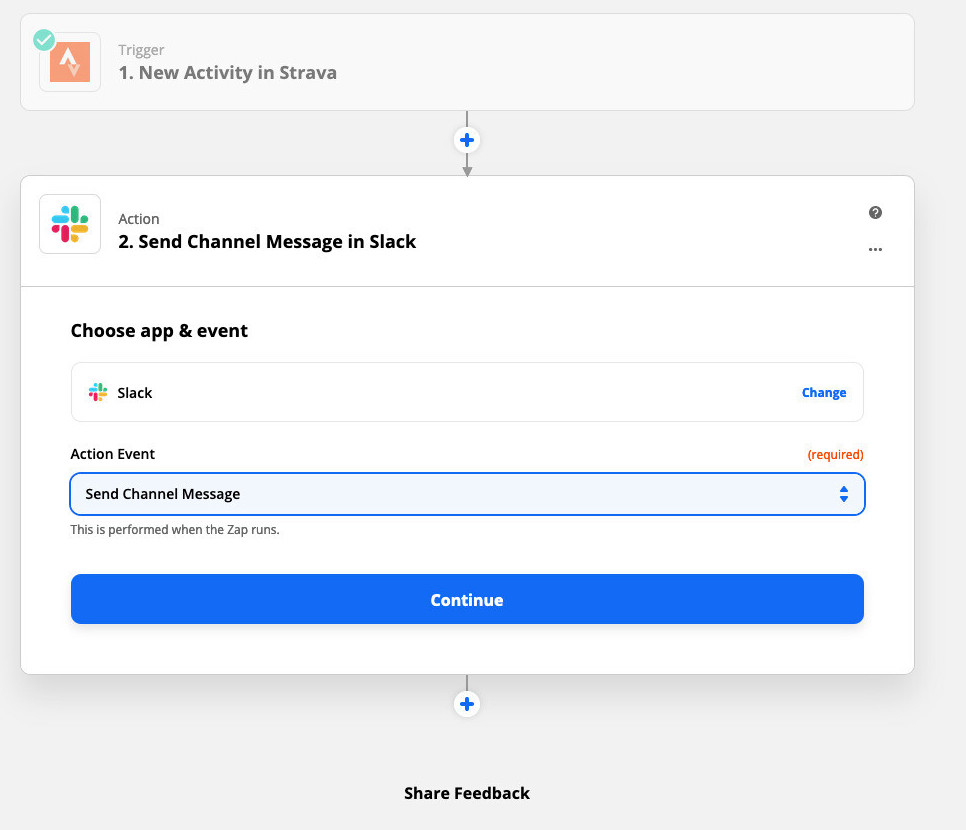 Trigger
1. New Activity in Strava
Action
2. Send Channel Message in Slack
?
...
Choose app & event
Slack
Change
Action Event
(required)
Send Channel Message
This is performed when the Zap runs.
Continue
Share Feedback